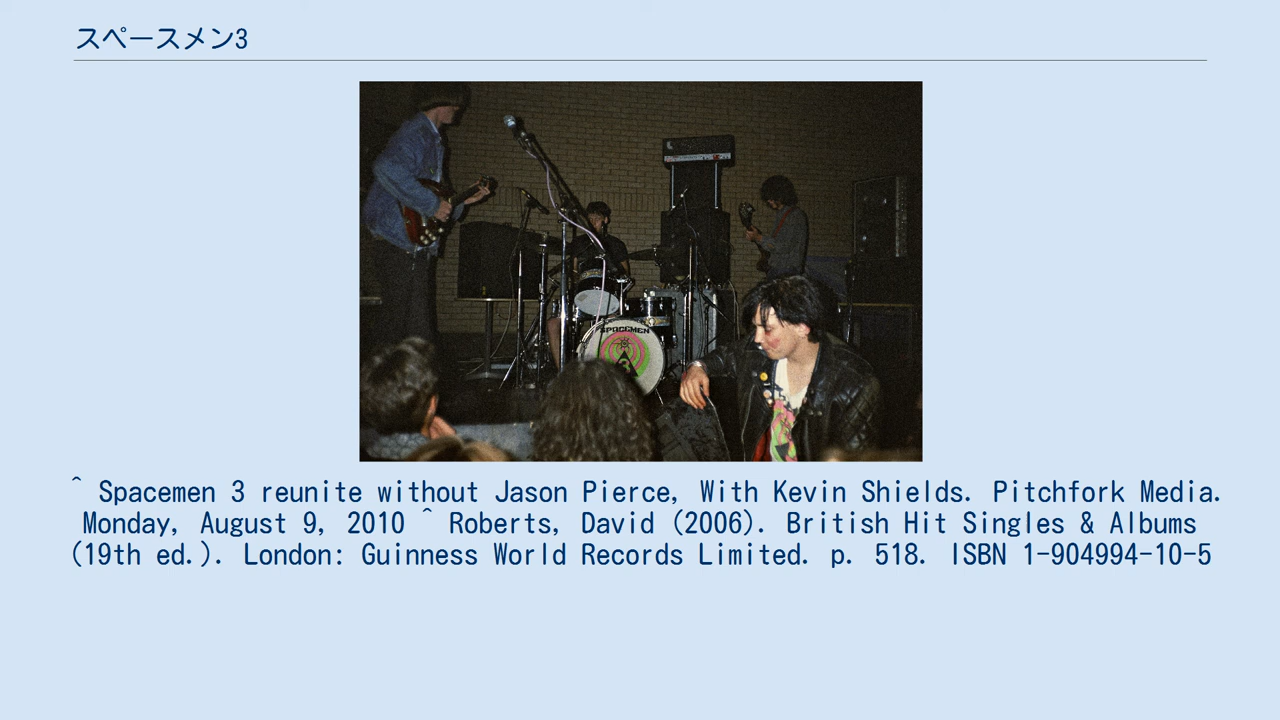 スペースメン3
SPACEMEN
3
^ Spacemen 3 reunite without Jason Pierce, With Kevin Shields. Pitchfork Media.
Monday, August 9, 2010 ^ Roberts, David (2006). British Hit Singles & Albums
(19th ed.). London: Guinness World Records Limited. p. 518. ISBN 1-904994-10-5